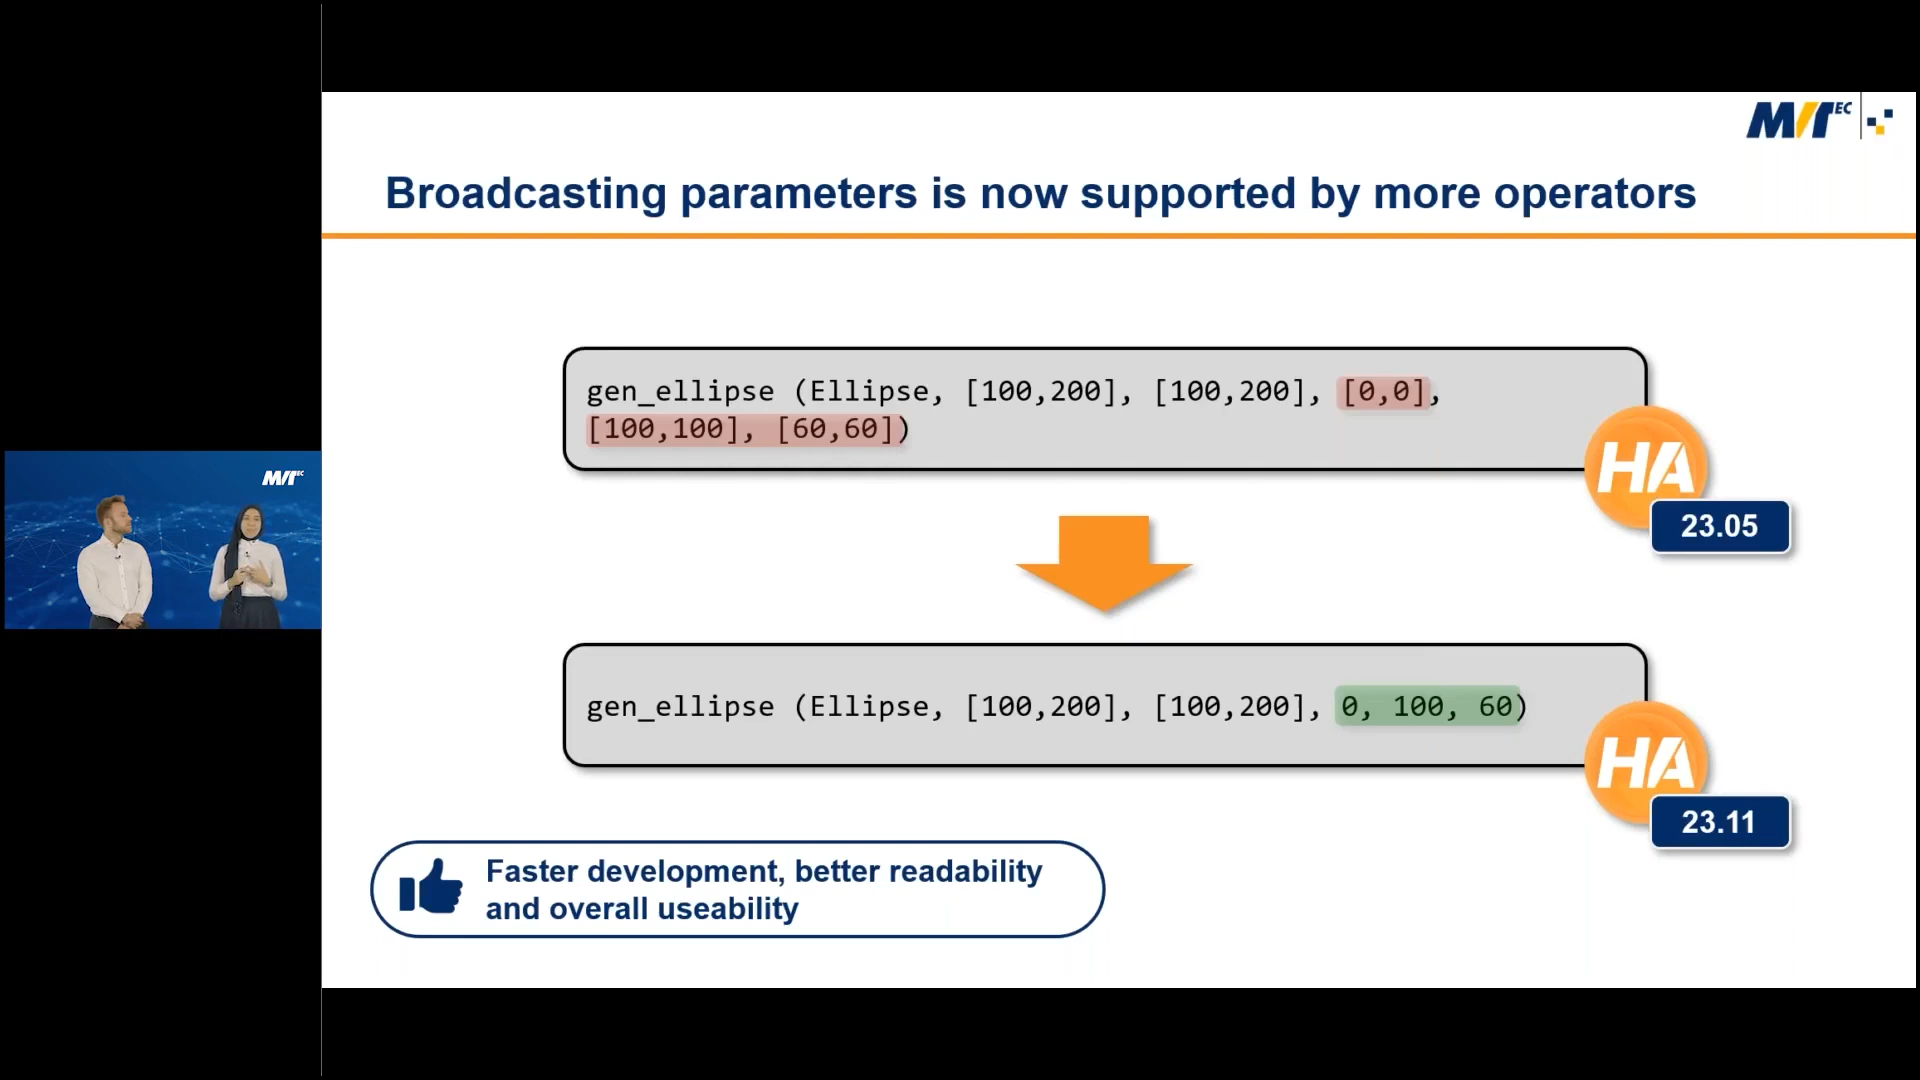 MVTEC
Broadcasting parameters is now supported by more operators
gen_ellipse (Ellipse, [100,200], [100,200], [0,0],
[100,100], [60,60])
HA
23.05
MVTEC
gen_ellipse (Ellipse, [100,200], [100,200], 0, 100, 60)
HA
23.11
Faster development, better readability
and overall useability